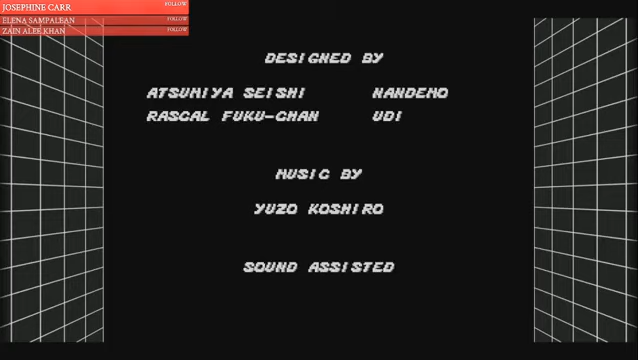 JOSEPHINE CARR FOLLOW
ELENA SAMPALEAN FOLLOW
ZAIN ALEE KHAN FOLLOW
DESIGNED BY
ATSUMIYA SEISHI NANDEMO
RASCAL FUKU-CHAN UDI
MUSIC BY
YUZO KOSHIRO
SOUND ASSISTED